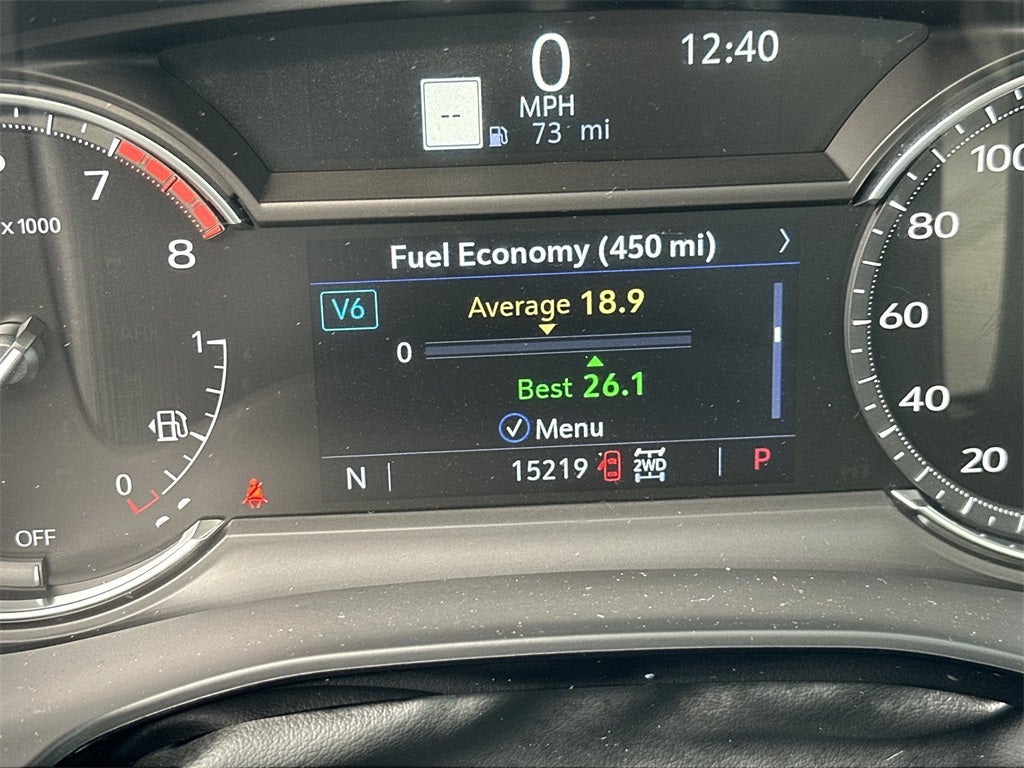 0
12:40
--
MPH
73 mi
7
x 1000
8
Fuel Economy (450 mi)
V6
Average 18.9
0
Best 26.1
Menu
N
15219
2WD
P
1
0
OFF
100
80
60
40
20